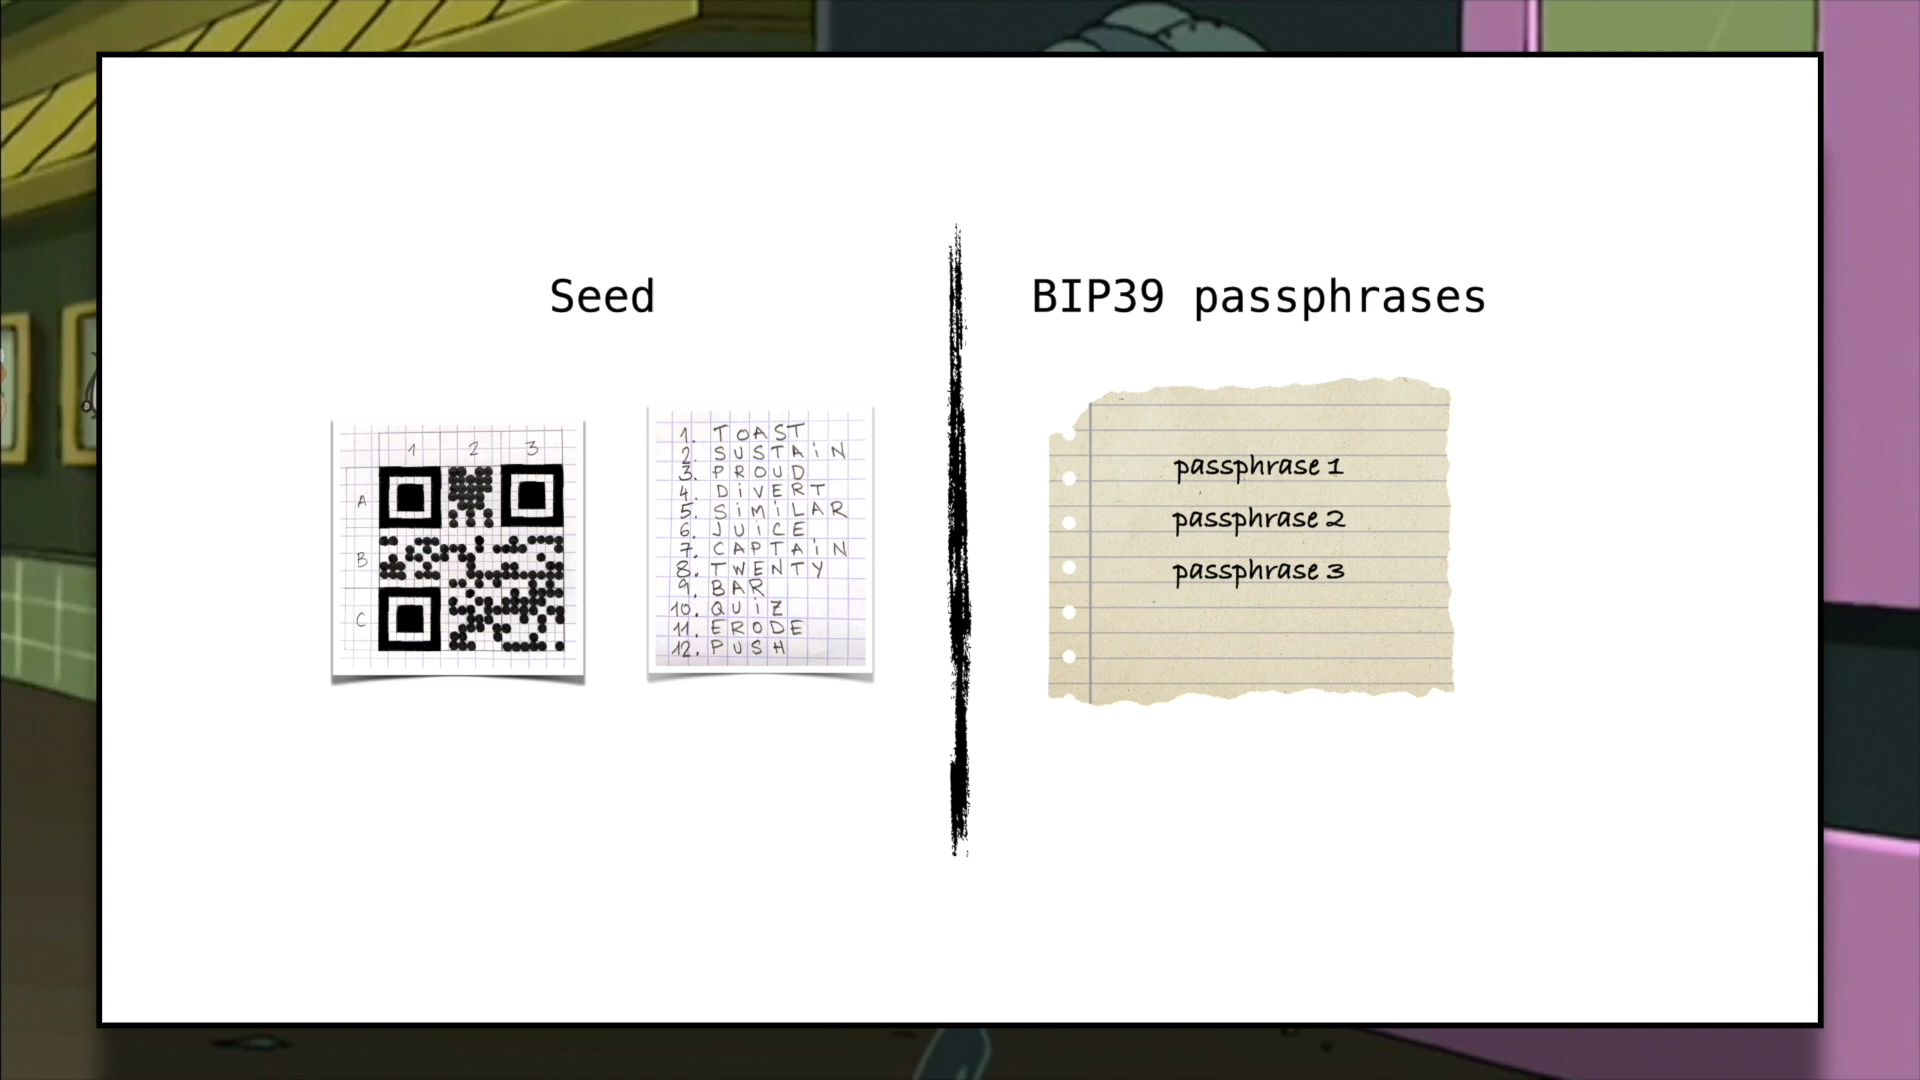 Seed
BIP39 passphrases
1 2 3
A
B
C
1. TOAST
2. SUSTAiN
3. PROUD
4. DiVERT
5. SiMiLAR
6. JUiCE
7. CAPTAiN
8. TWENTY
9. BAR
10. QUiZ
11. ERODE
12. PUSH
passphrase 1
passphrase 2
passphrase 3